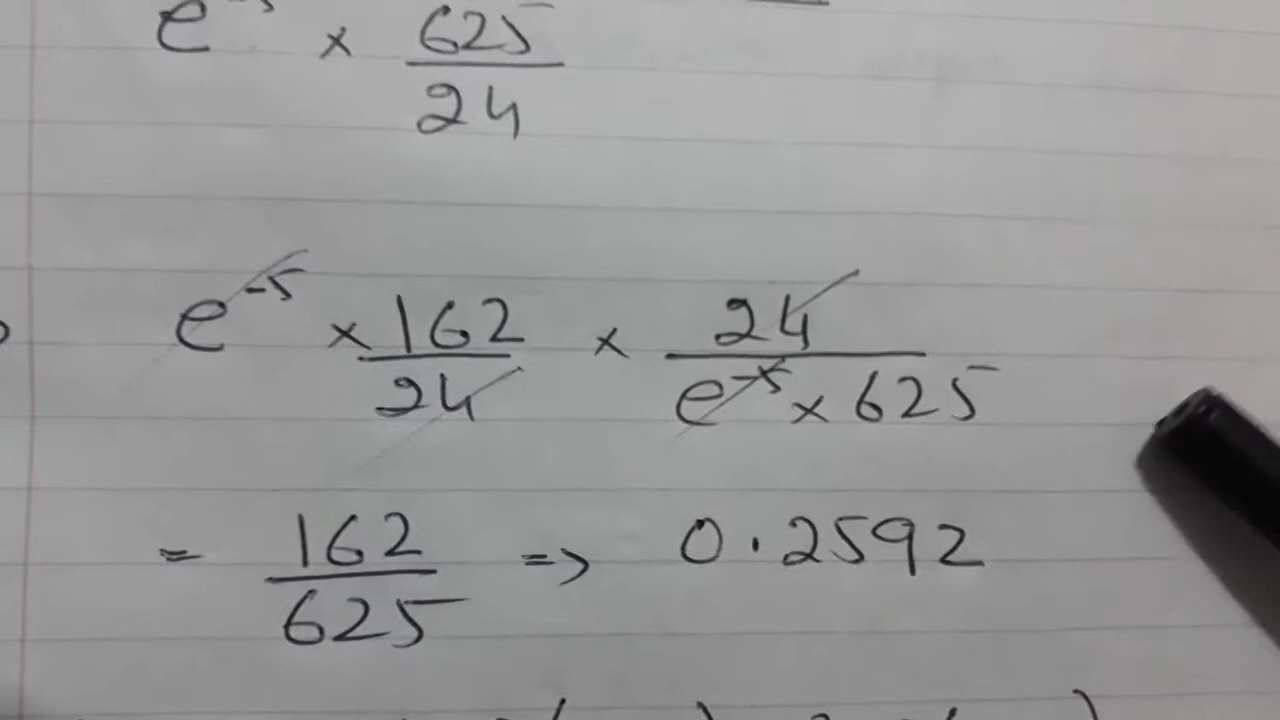 e × 625/24
e^-5 × 162/24 × 24/(e^-5 × 625)
= 162/625 => 0.2592